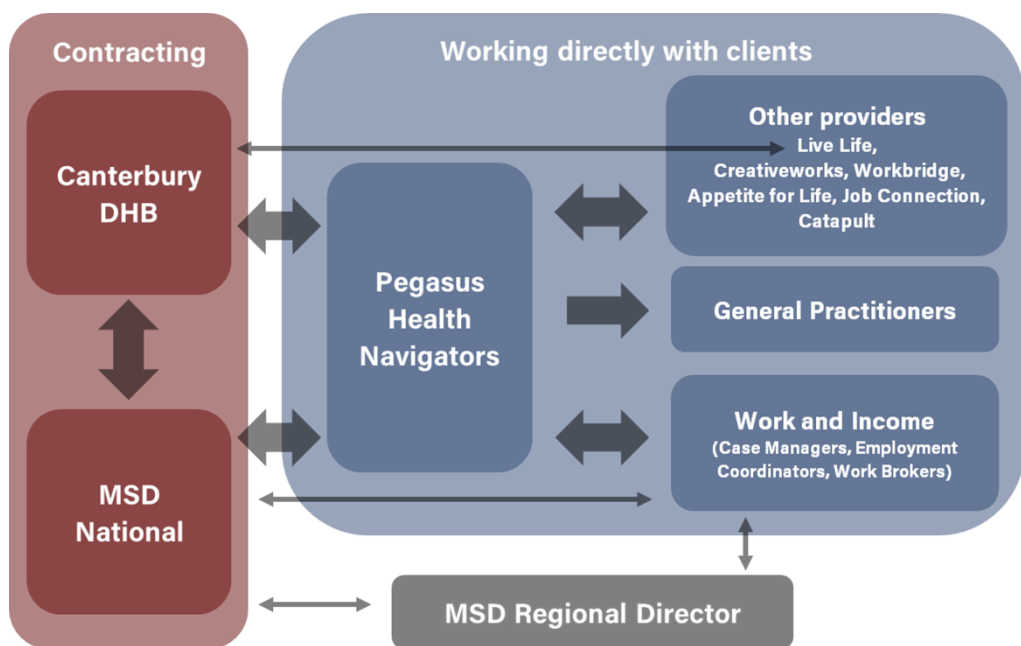 Contracting
Canterbury
DHB
MSD
National
Working directly with clients
Pegasus
Health
Navigators
Other providers
Live Life,
Creativeworks, Workbridge,
Appetite for Life, Job Connection,
Catapult
General Practitioners
Work and Income
(Case Managers, Employment
Coordinators, Work Brokers)
MSD Regional Director